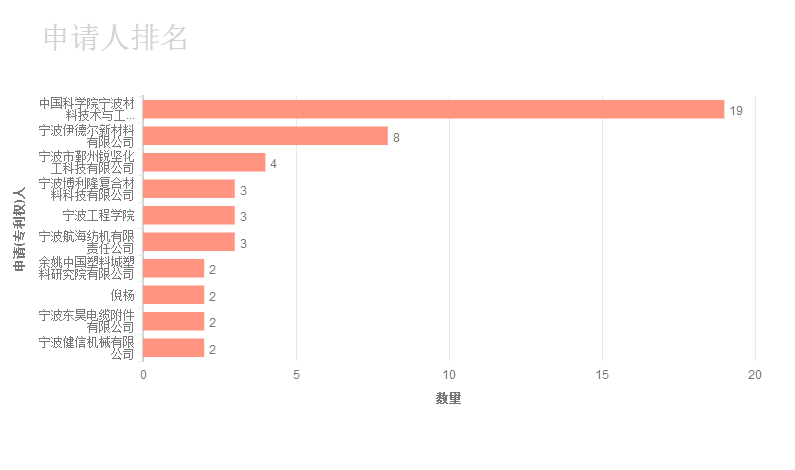 申请人排名
中国科学院宁波材
料技术与工...
19
宁波伊德尔新材料
有限公司
8
宁波市鄞州锐坚化
工科技有限公司
4
宁波博利隆复合材
料科技有限公司
3
宁波工程学院
3
宁波航海纺机有限
责任公司
3
余姚中国塑料城塑
料研究院有限公司
2
倪杨
2
宁波东昊电缆附件
有限公司
2
宁波健信机械有限
公司
2
申请(专利权)人
0
5
10
15
20
数量